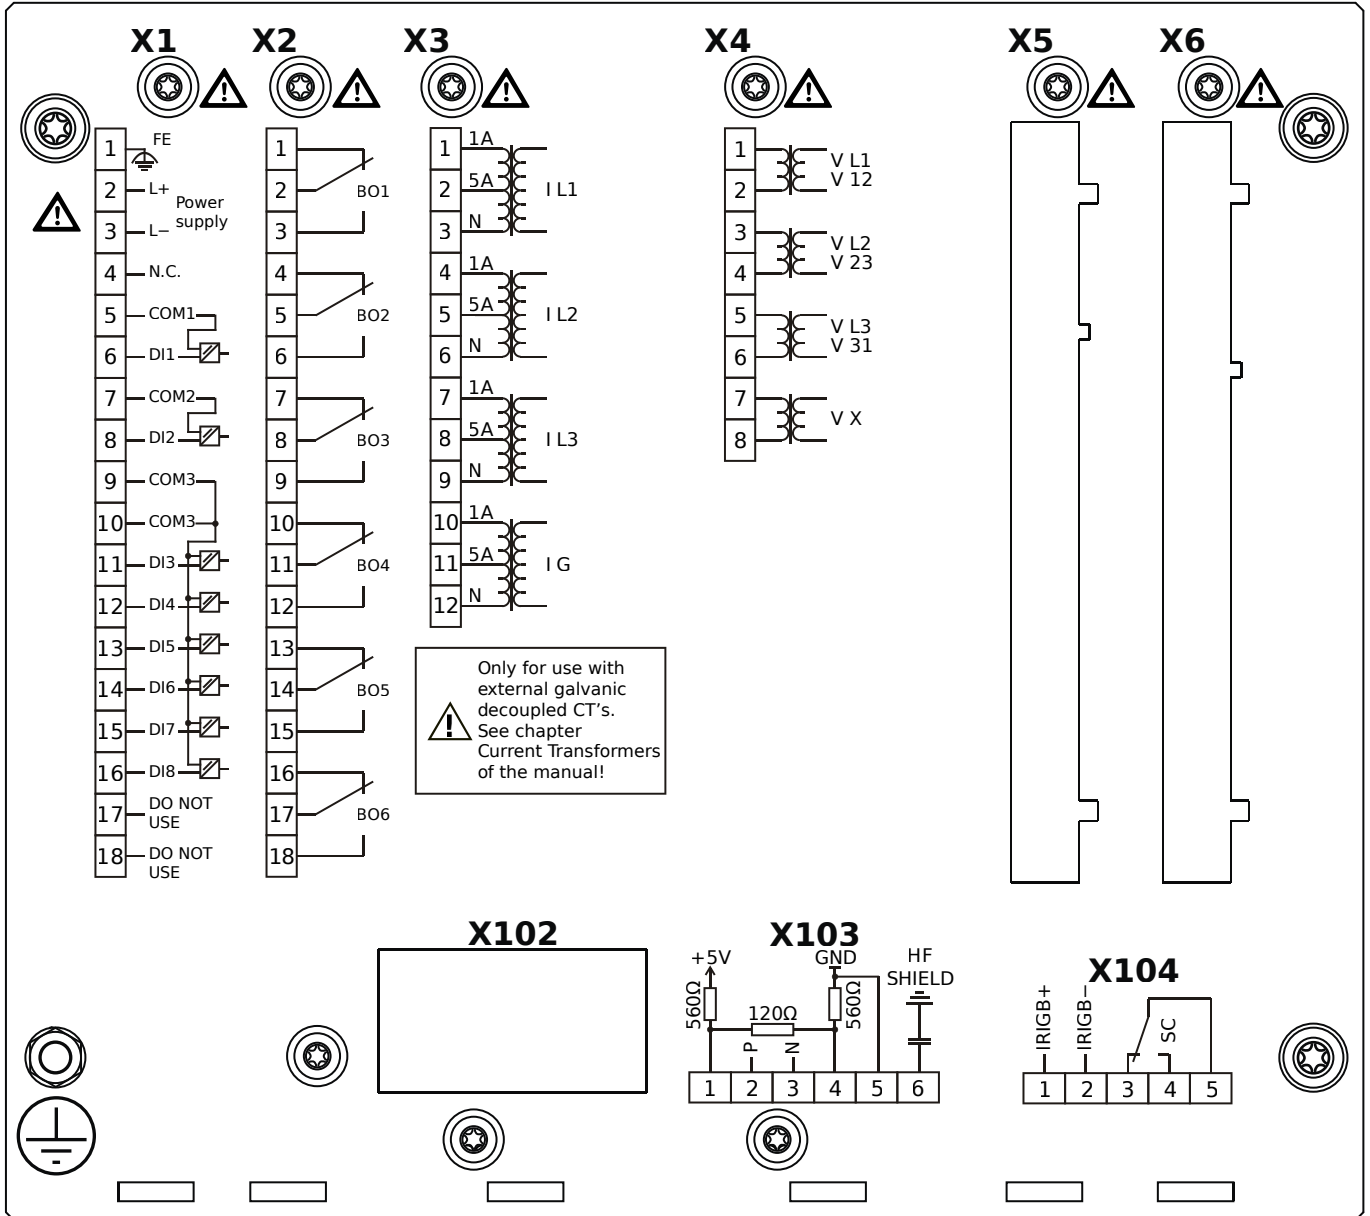 X1
X2
X3
X4
X5
X6
1 FE
2 L+
Power
supply
3 L−
4 N.C.
5 COM1
6 DI1
7 COM2
8 DI2
9 COM3
10 COM3
11 DI3
12 DI4
13 DI5
14 DI6
15 DI7
16 DI8
17 DO NOT
USE
18 DO NOT
USE
1
2 BO1
3
4
5 BO2
6
7
8 BO3
9
10
11 BO4
12
13
14 BO5
15
16
17 BO6
18
1 1A
2 5A I L1
3 N
4 1A
5 5A I L2
6 N
7 1A
8 5A I L3
9 N
10 1A
11 5A I G
12 N
Only for use with
external galvanic
decoupled CT's.
See chapter
Current Transformers
of the manual!
1
V L1
V 12
2
3
V L2
V 23
4
5
V L3
V 31
6
7
V X
8
X102
X103
+5V
GND
HF
SHIELD
560Ω
120Ω
560Ω
P
N
1 2 3 4 5 6
X104
IRIGB+
IRIGB−
SC
1 2 3 4 5